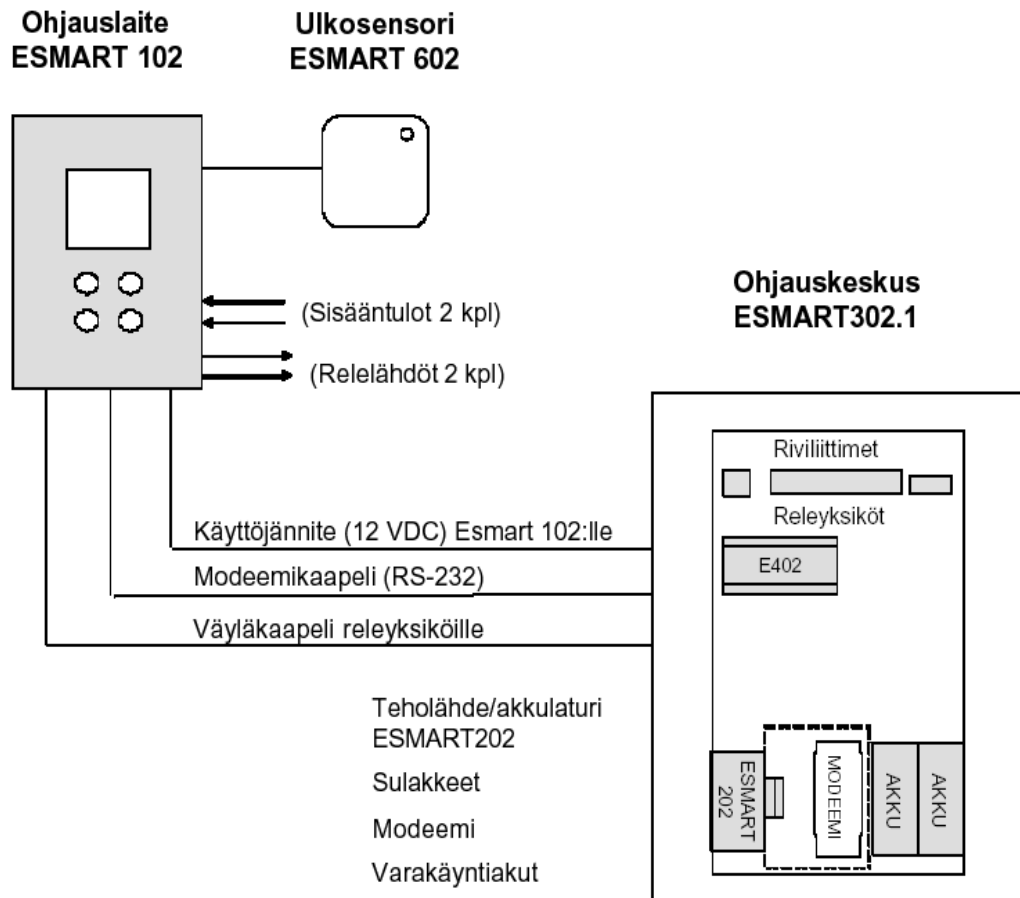 Ohjauslaite
ESMART 102
Ulkosensori
ESMART 602
(Sisääntulot 2 kpl)
(Relelähdöt 2 kpl)
Ohjauskeskus
ESMART302.1
Riviliittimet
Releyksiköt
E402
Käyttöjännite (12 VDC) Esmart 102:lle
Modeemikaapeli (RS-232)
Väyläkaapeli releyksiköille
Teholähde/akkulaturi
ESMART202
Sulakkeet
Modeemi
Varakäyntiakut
ESMART
202
MODEEMI
AKKU
AKKU